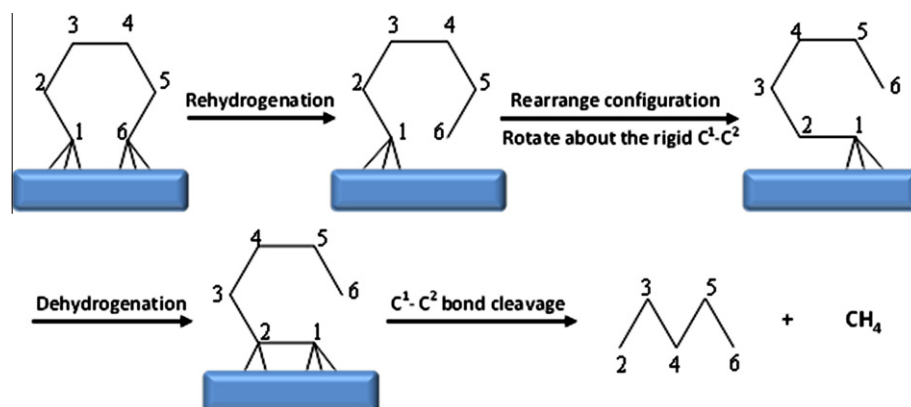 3 4
2 5
1 6
Rehydrogenation
3 4
2 5
1 6
Rearrange configuration
Rotate about the rigid C¹-C²
4 5
3 6
2 1
Dehydrogenation
4 5
3 6
2 1
C¹- C² bond cleavage
3 5
2 4 6
+ CH₄